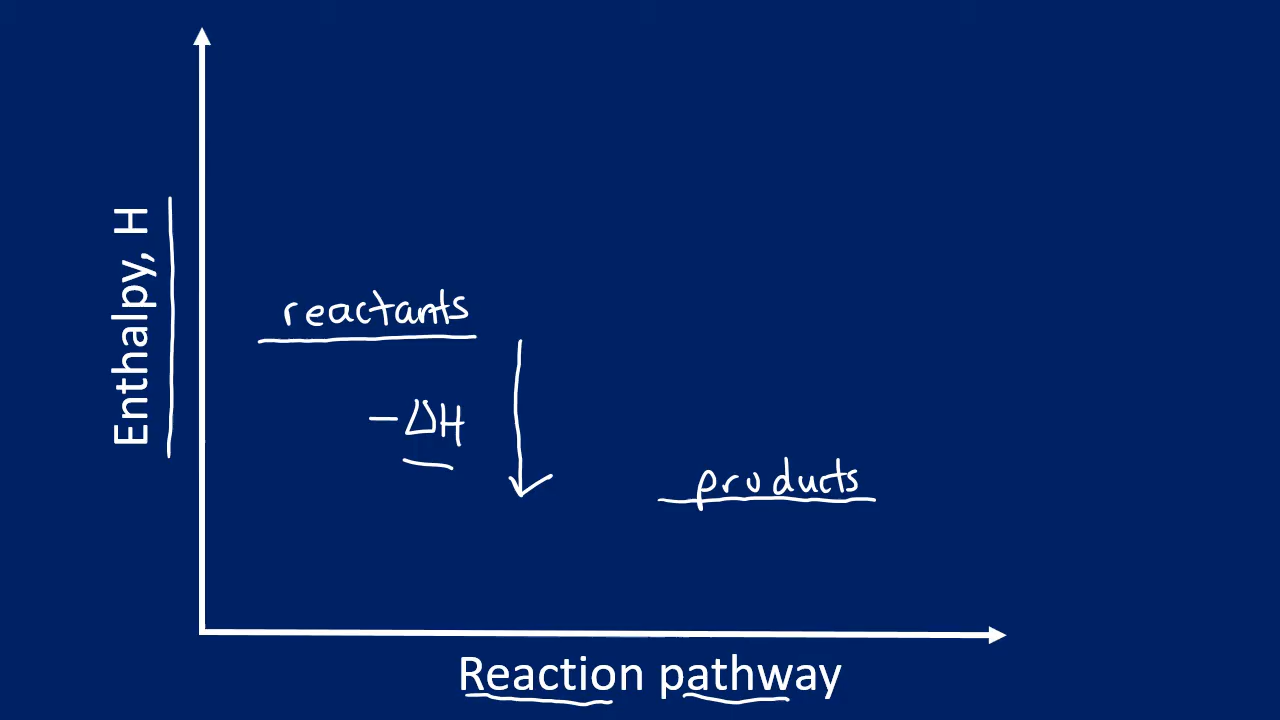 Enthalpy, H
reactants
-ΔH
products
Reaction pathway